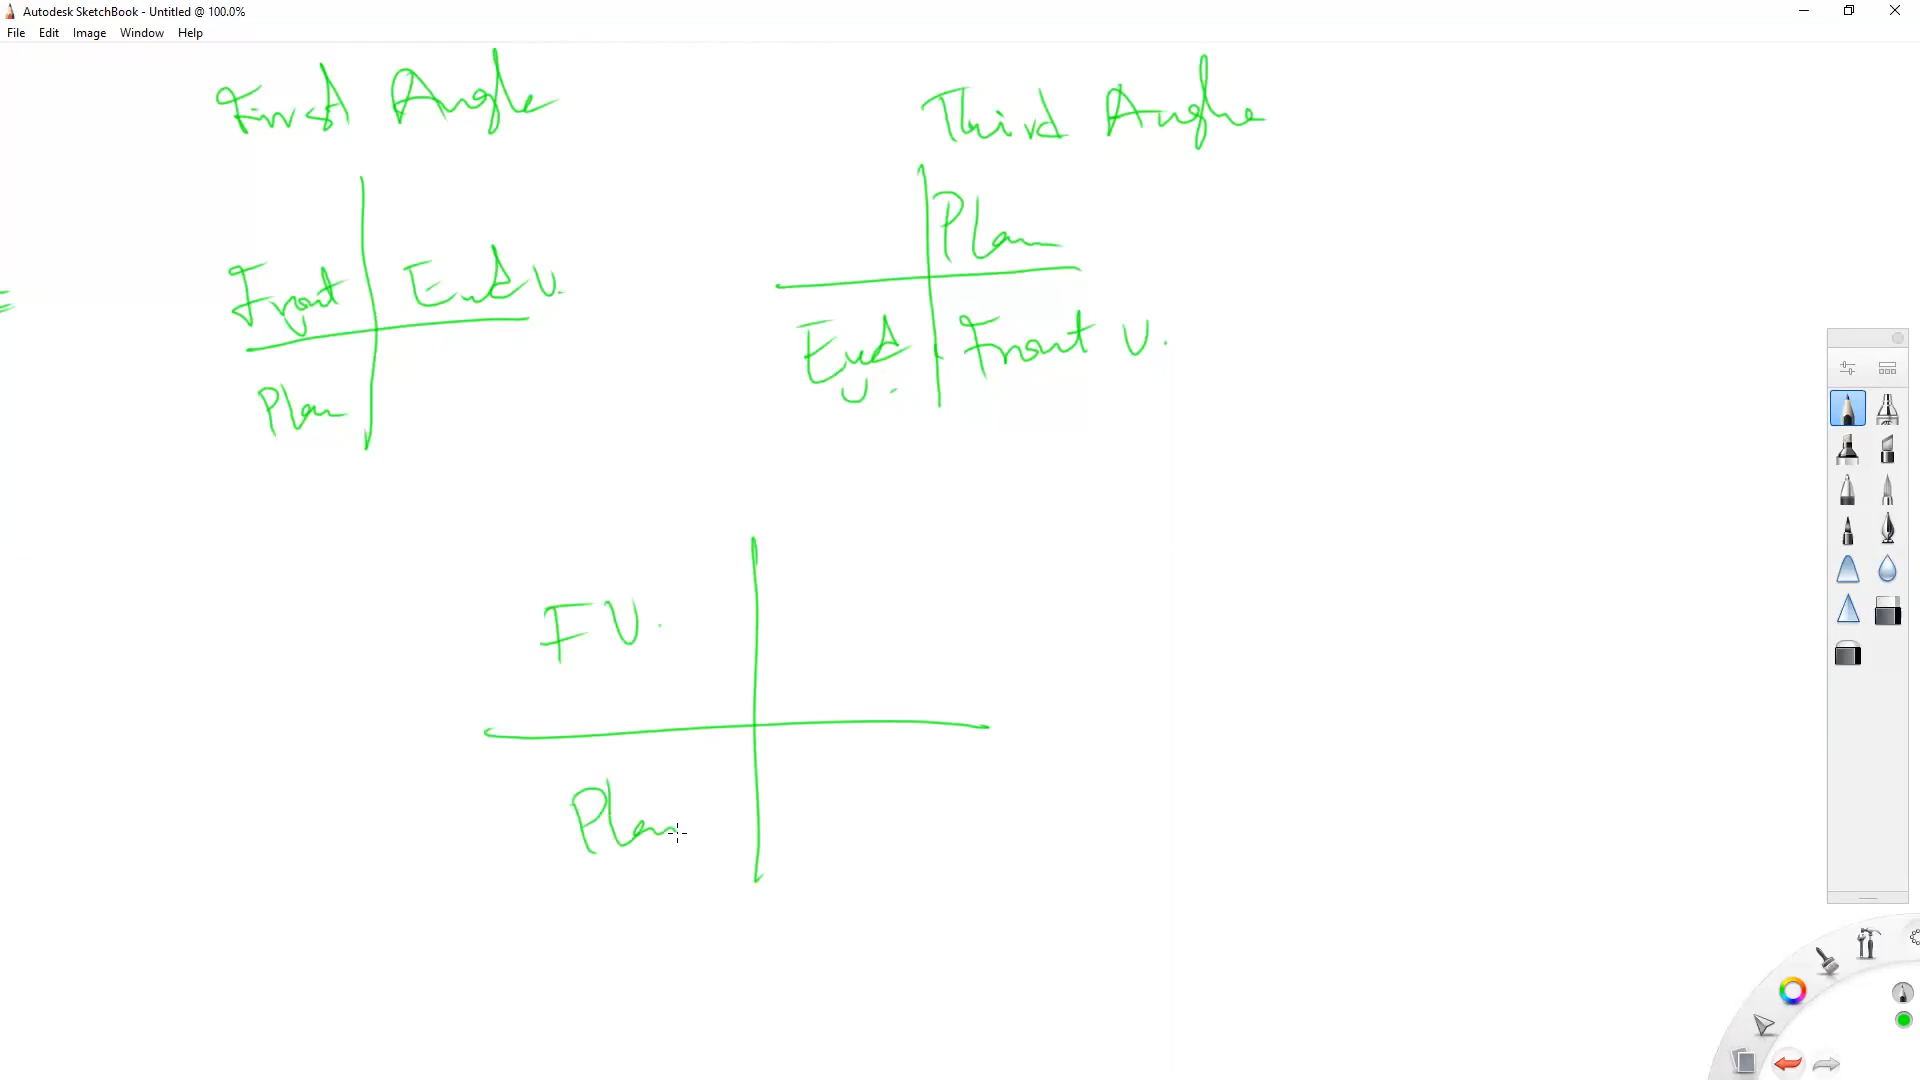 Autodesk SketchBook - Untitled @ 100.0%
File Edit Image Window Help
First Angle
Third Angle
Front
End V.
Plan
Plan
End
V.
Front V.
FV.
Plan